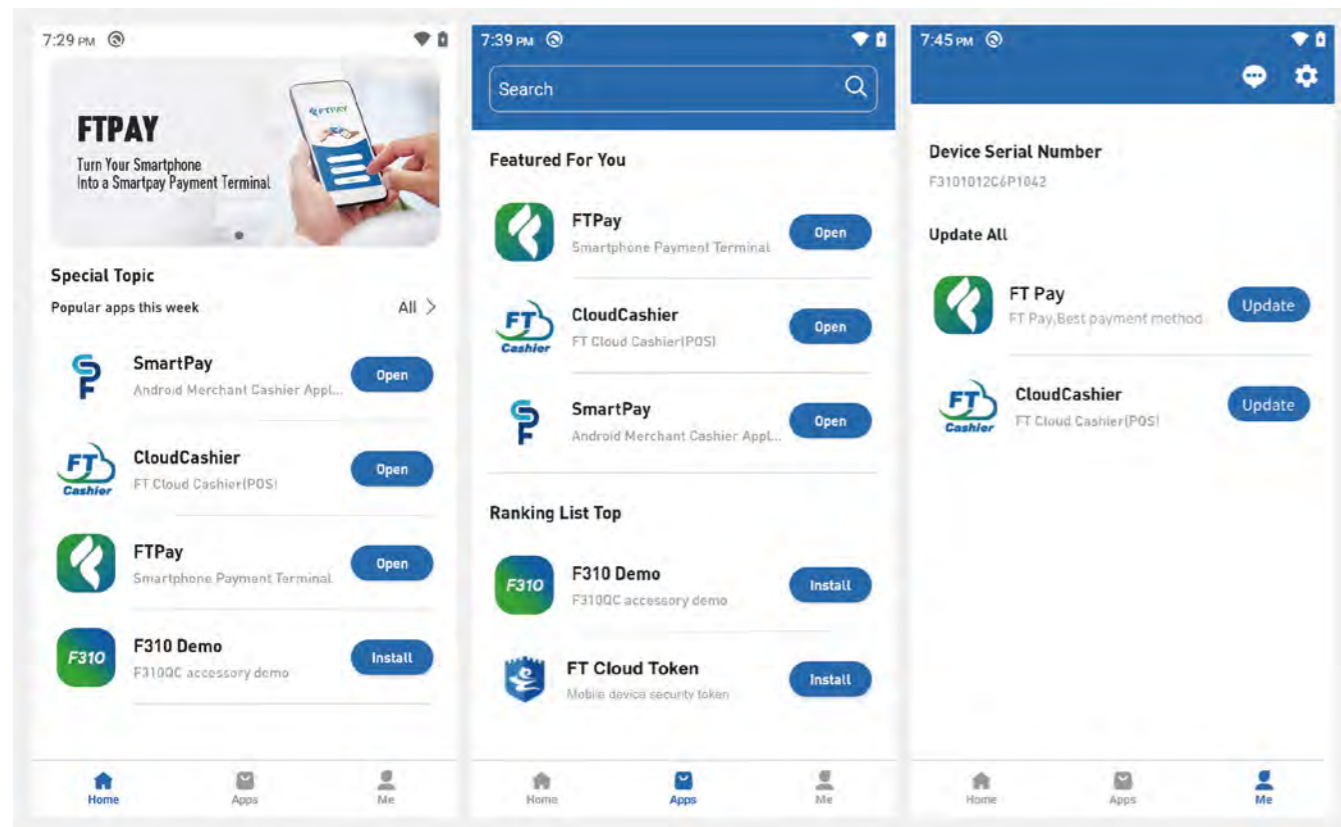 7:29 PM
FTPAY
Turn Your Smartphone
Into a Smartpay Payment Terminal
FTPAY
Special Topic
Popular apps this week
All >
SmartPay
Android Merchant Cashier Appl...
Open
FT
Cashier
CloudCashier
FT Cloud Cashier(POS)
Open
FTPay
Smartphone Payment Terminal
Open
F310
F310 Demo
F310QC accessory demo
Install
Home
Apps
Me
7:39 PM
Search
Featured For You
FTPay
Smartphone Payment Terminal
Open
FT
Cashier
CloudCashier
FT Cloud Cashier(POS)
Open
SmartPay
Android Merchant Cashier Appl...
Open
Ranking List Top
F310
F310 Demo
F310QC accessory demo
Install
FT Cloud Token
Mobile device security token
Install
Home
Apps
Me
7:45 PM
Device Serial Number
F3101012C6P1042
Update All
FT Pay
FT Pay,Best payment method
Update
FT
Cashier
CloudCashier
FT Cloud Cashier(POS)
Update
Home
Apps
Me